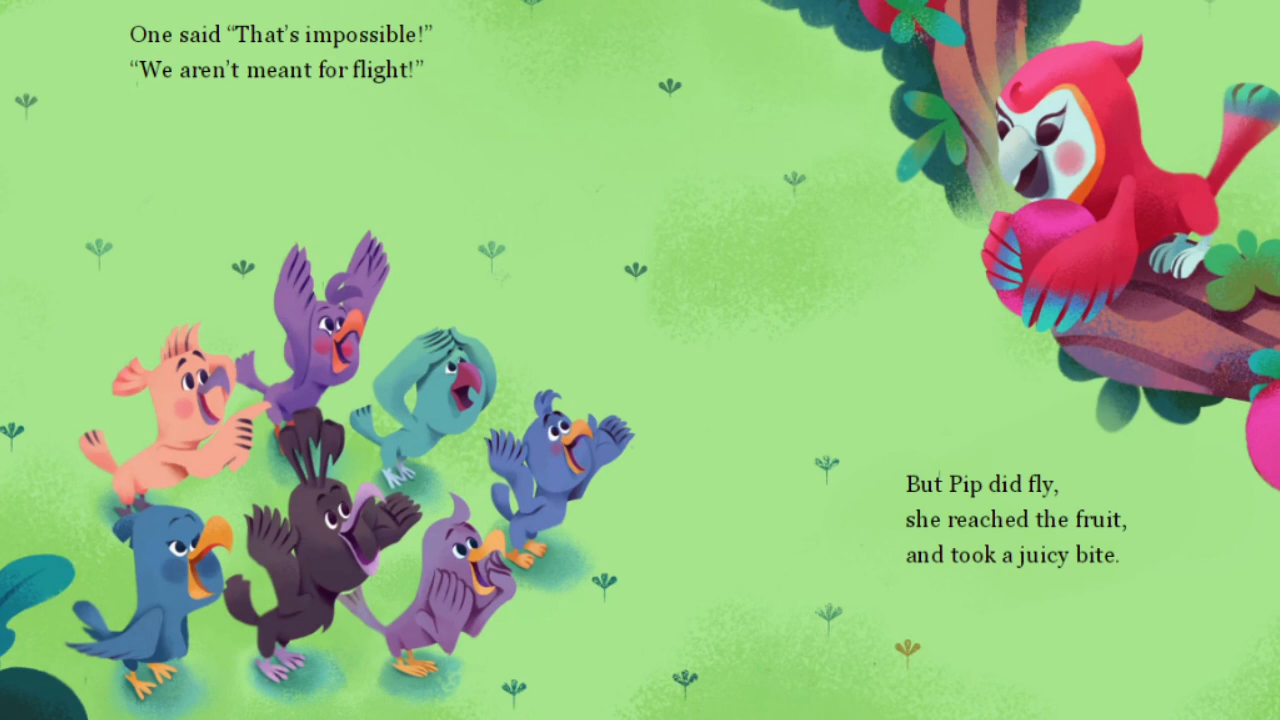 One said “That’s impossible!”
“We aren’t meant for flight!”
But Pip did fly,
she reached the fruit,
and took a juicy bite.